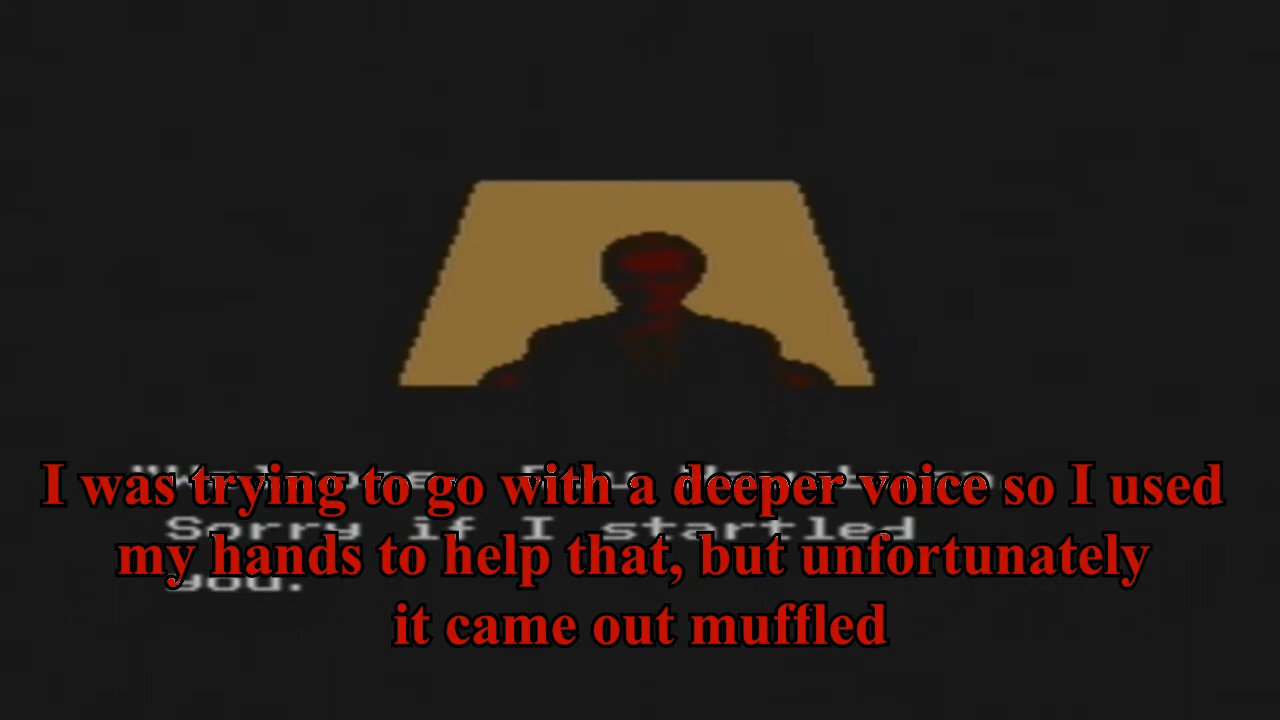 I was trying to go with a deeper voice so I used
Sorry if I startled
my hands to help that, but unfortunately
you.
it came out muffled